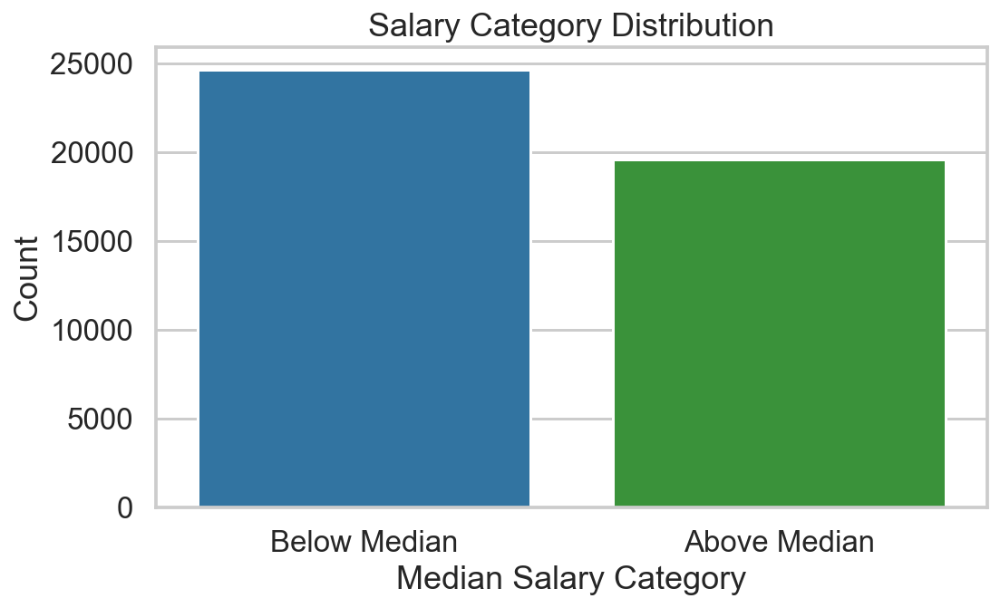 Salary Category Distribution
25000
20000
15000
10000
5000
0
Count
Below Median
Above Median
Median Salary Category